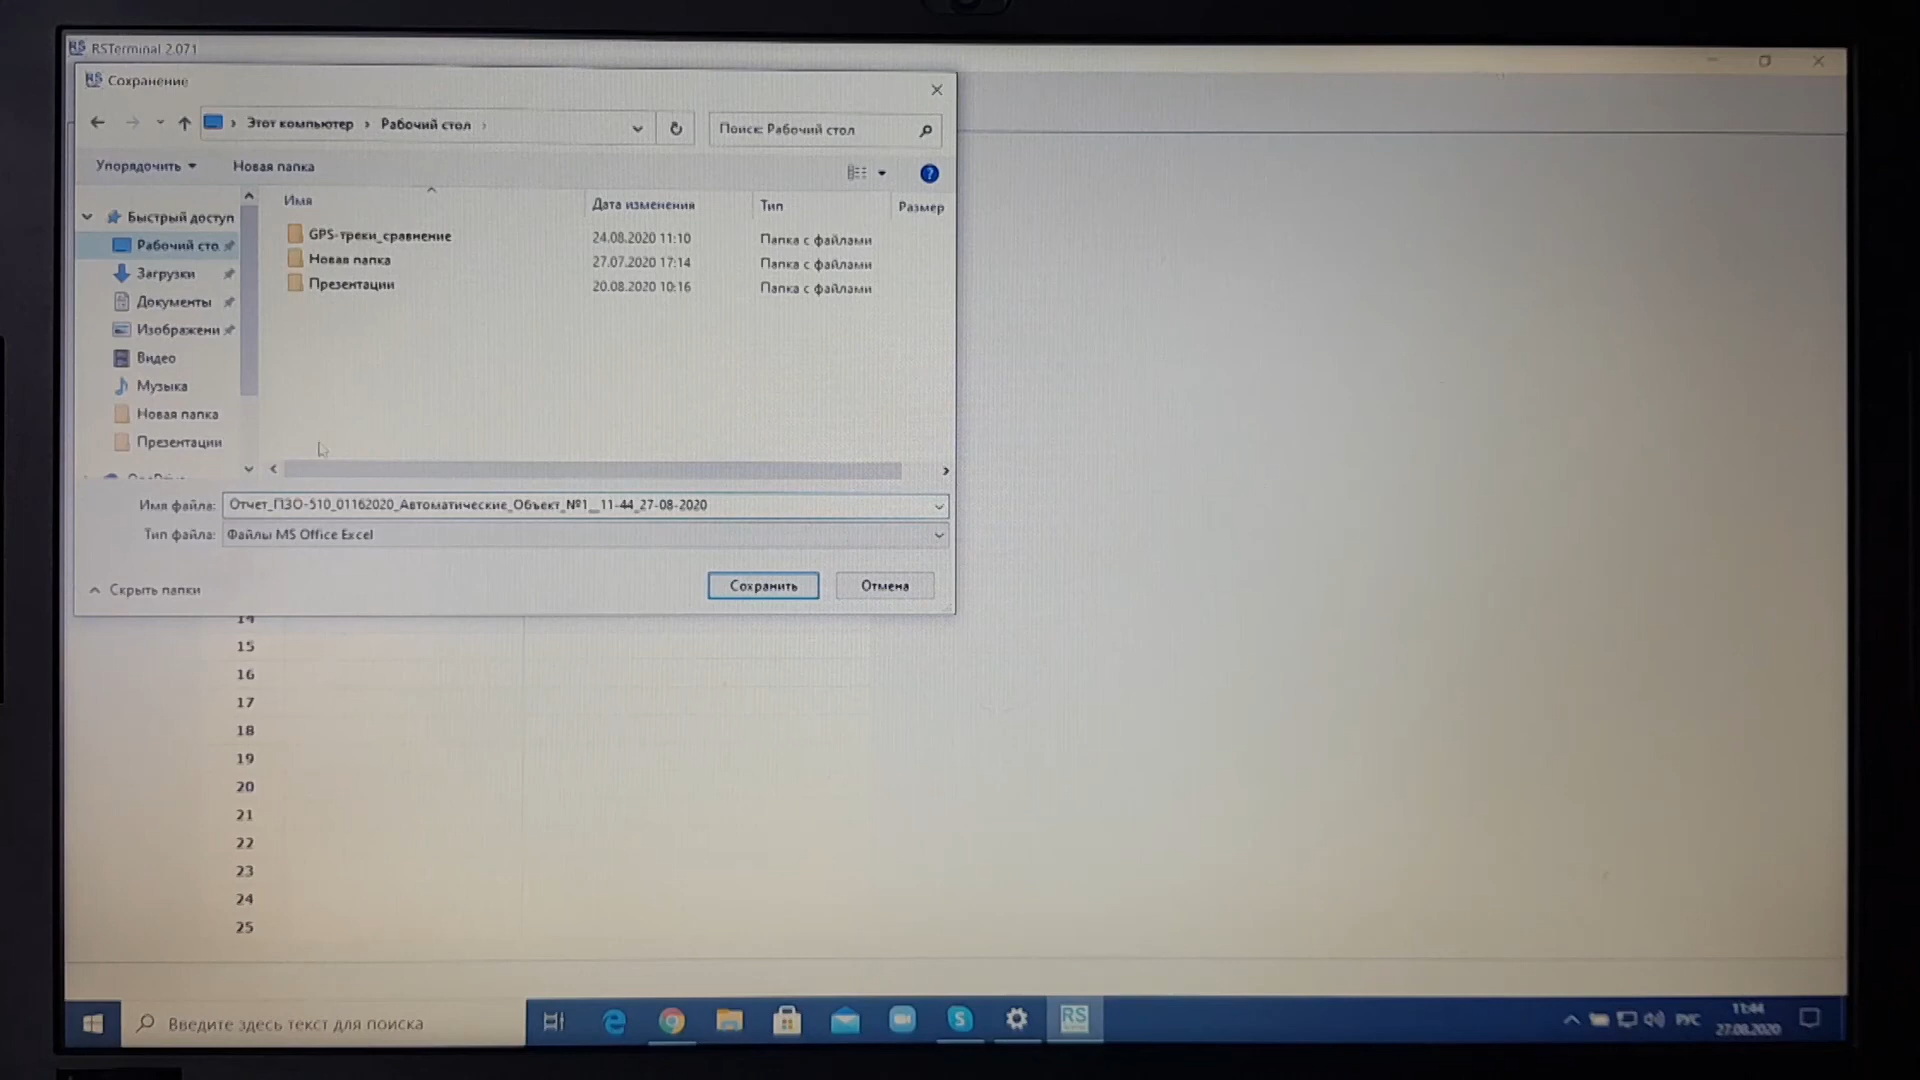 RSTerminal 2.071
Сохранение
Этот компьютер › Рабочий стол ›
Поиск: Рабочий стол
Упорядочить
Новая папка
Имя
Дата изменения
Тип
Размер
Быстрый доступ
Рабочий сто
Загрузки
Документы
Изображени
Видео
Музыка
Новая папка
Презентации
GPS-треки_сравнение 24.08.2020 11:10 Папка с файлами
Новая папка 27.07.2020 17:14 Папка с файлами
Презентации 20.08.2020 10:16 Папка с файлами
Имя файла: Отчет_ПЗО-510_01162020_Автоматические_Объект_№1__11-44_27-08-2020
Тип файла: Файлы MS Office Excel
Скрыть папки
Сохранить
Отмена
14
15
16
17
18
19
20
21
22
23
24
25
Введите здесь текст для поиска
RS
РУС
11:44
27.08.2020